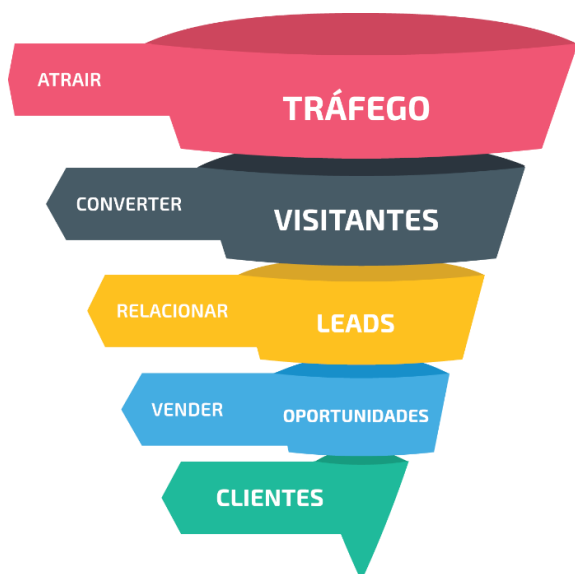 ATRAIR
TRÁFEGO
CONVERTER
VISITANTES
RELACIONAR
LEADS
VENDER
OPORTUNIDADES
CLIENTES